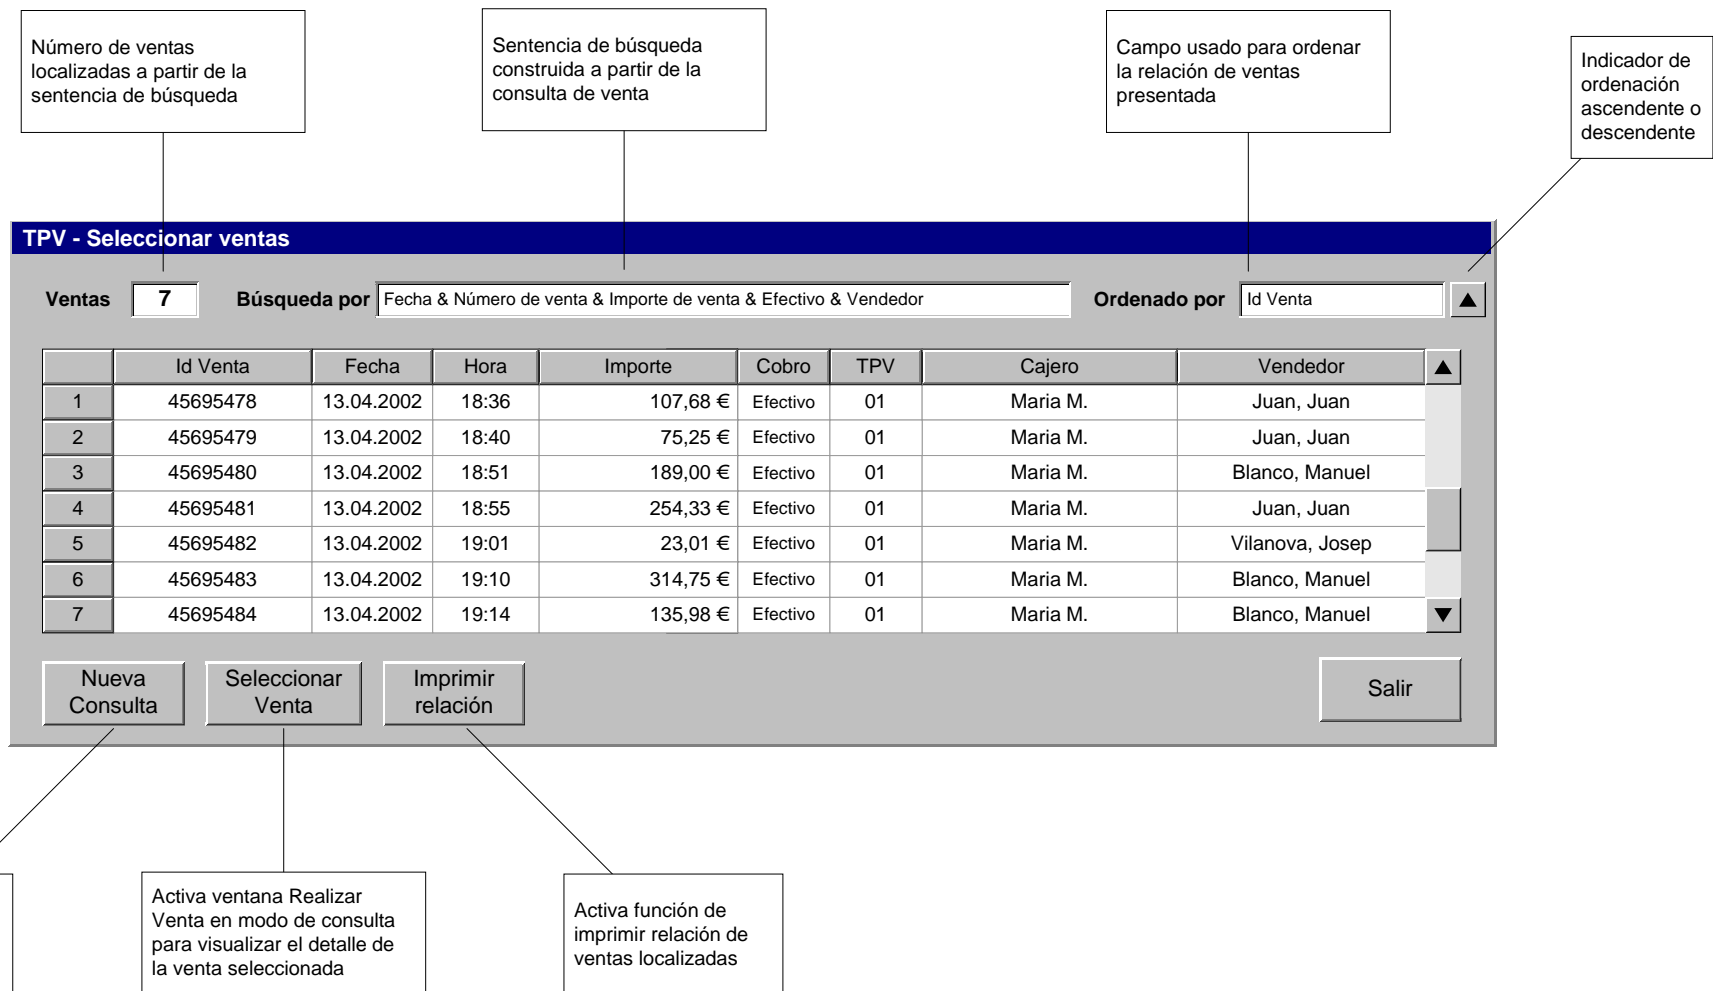 Número de ventas
localizadas a partir de la
sentencia de búsqueda
Sentencia de búsqueda
construida a partir de la
consulta de venta
Campo usado para ordenar
la relación de ventas
presentada
Indicador de
ordenación
ascendente o
descendente
TPV - Seleccionar ventas
Ventas 7 Búsqueda por Fecha & Número de venta & Importe de venta & Efectivo & Vendedor Ordenado por Id Venta
Id Venta Fecha Hora Importe Cobro TPV Cajero Vendedor
1 45695478 13.04.2002 18:36 107,68 € Efectivo 01 Maria M. Juan, Juan
2 45695479 13.04.2002 18:40 75,25 € Efectivo 01 Maria M. Juan, Juan
3 45695480 13.04.2002 18:51 189,00 € Efectivo 01 Maria M. Blanco, Manuel
4 45695481 13.04.2002 18:55 254,33 € Efectivo 01 Maria M. Juan, Juan
5 45695482 13.04.2002 19:01 23,01 € Efectivo 01 Maria M. Vilanova, Josep
6 45695483 13.04.2002 19:10 314,75 € Efectivo 01 Maria M. Blanco, Manuel
7 45695484 13.04.2002 19:14 135,98 € Efectivo 01 Maria M. Blanco, Manuel
Nueva
Consulta
Seleccionar
Venta
Imprimir
relación
Salir
Activa ventana Realizar
Venta en modo de consulta
para visualizar el detalle de
la venta seleccionada
Activa función de
imprimir relación de
ventas localizadas